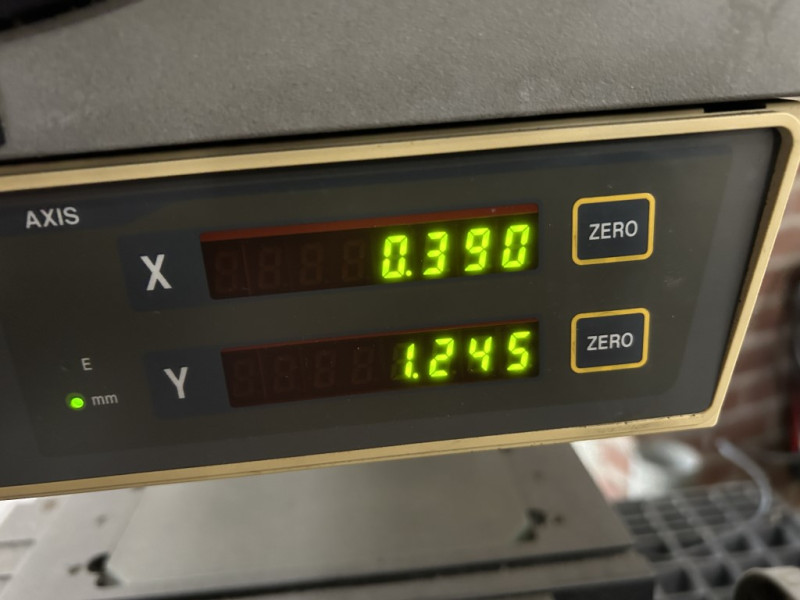 AXIS
X 0.390 ZERO
Y 1.245 ZERO
E
mm